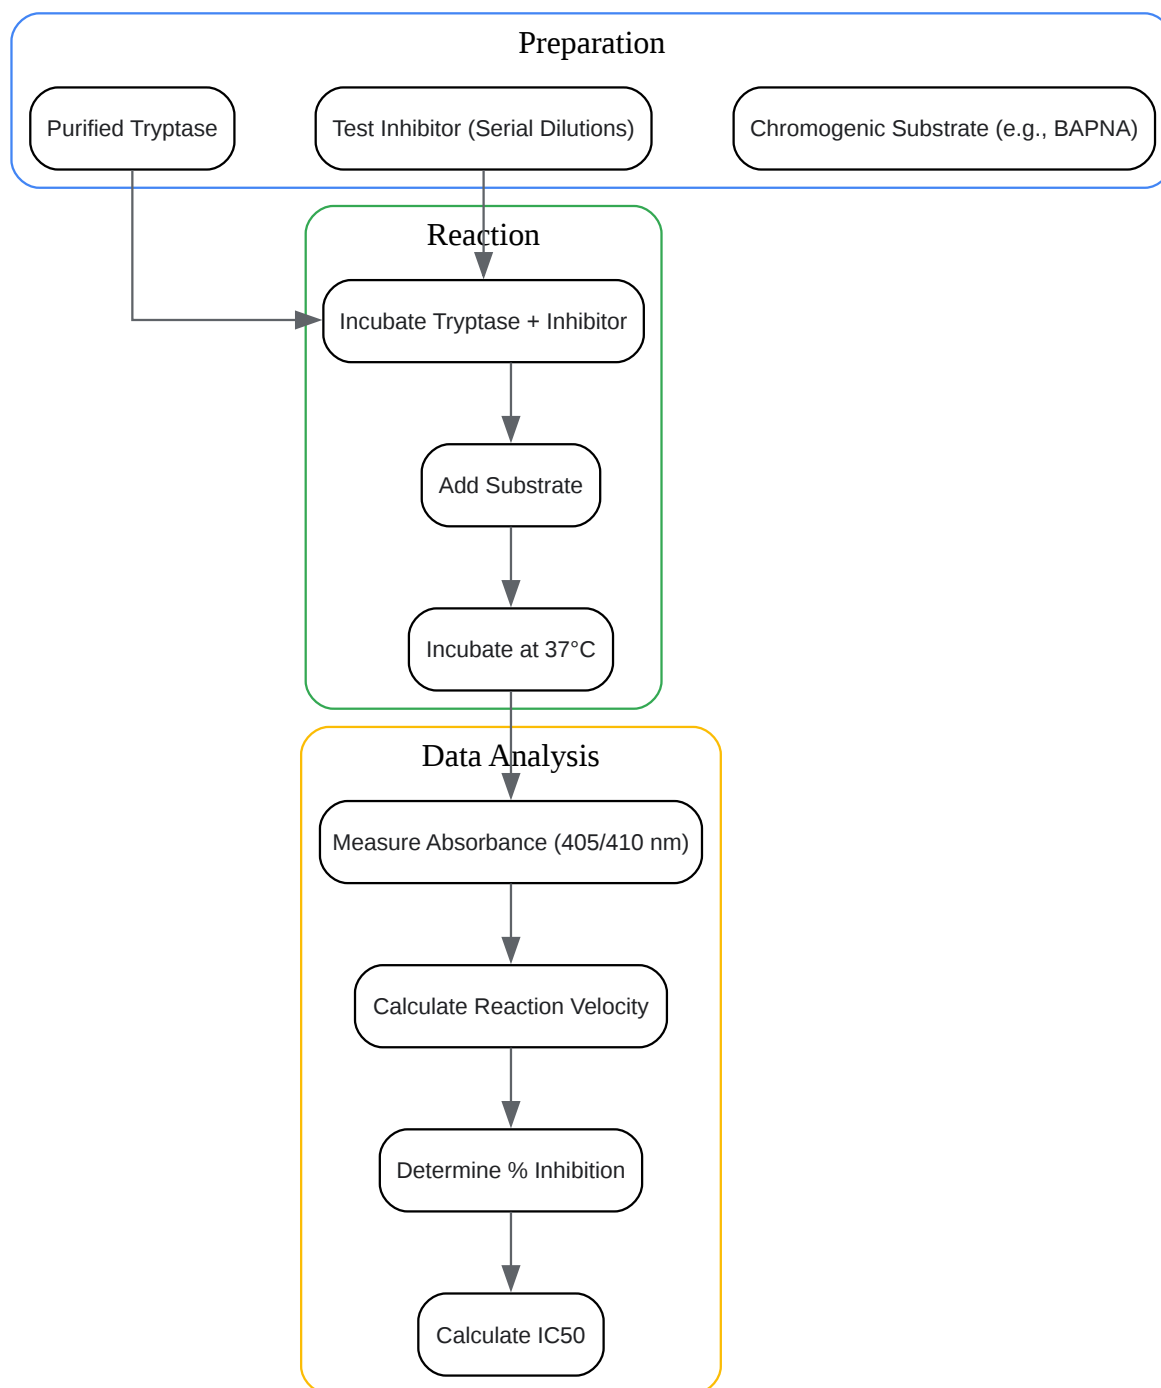 Preparation
Purified Tryptase
Test Inhibitor (Serial Dilutions)
Chromogenic Substrate (e.g., BAPNA)
Reaction
Incubate Tryptase + Inhibitor
Add Substrate
Incubate at 37°C
Data Analysis
Measure Absorbance (405/410 nm)
Calculate Reaction Velocity
Determine % Inhibition
Calculate IC50